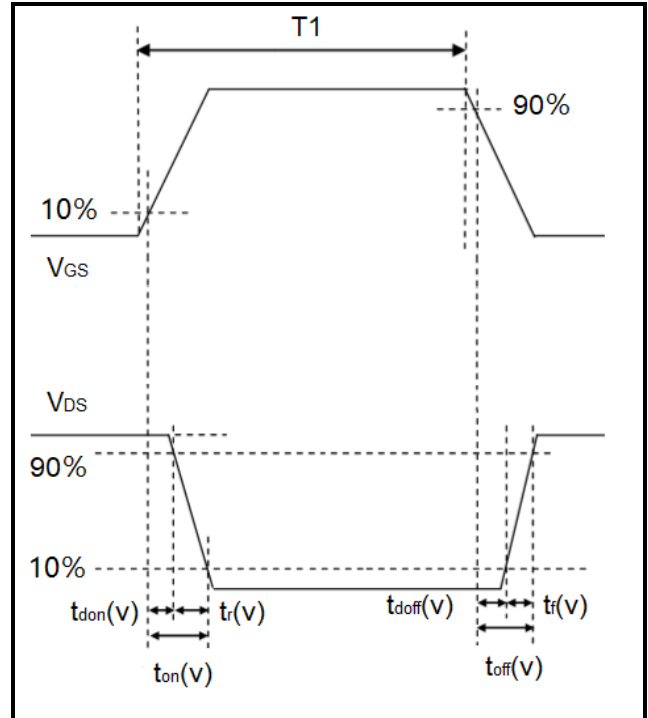 T1
90%
10%
VGS
VDS
90%
10%
tdon(v) tr(v) tdoff(v) tf(v)
ton(v) toff(v)